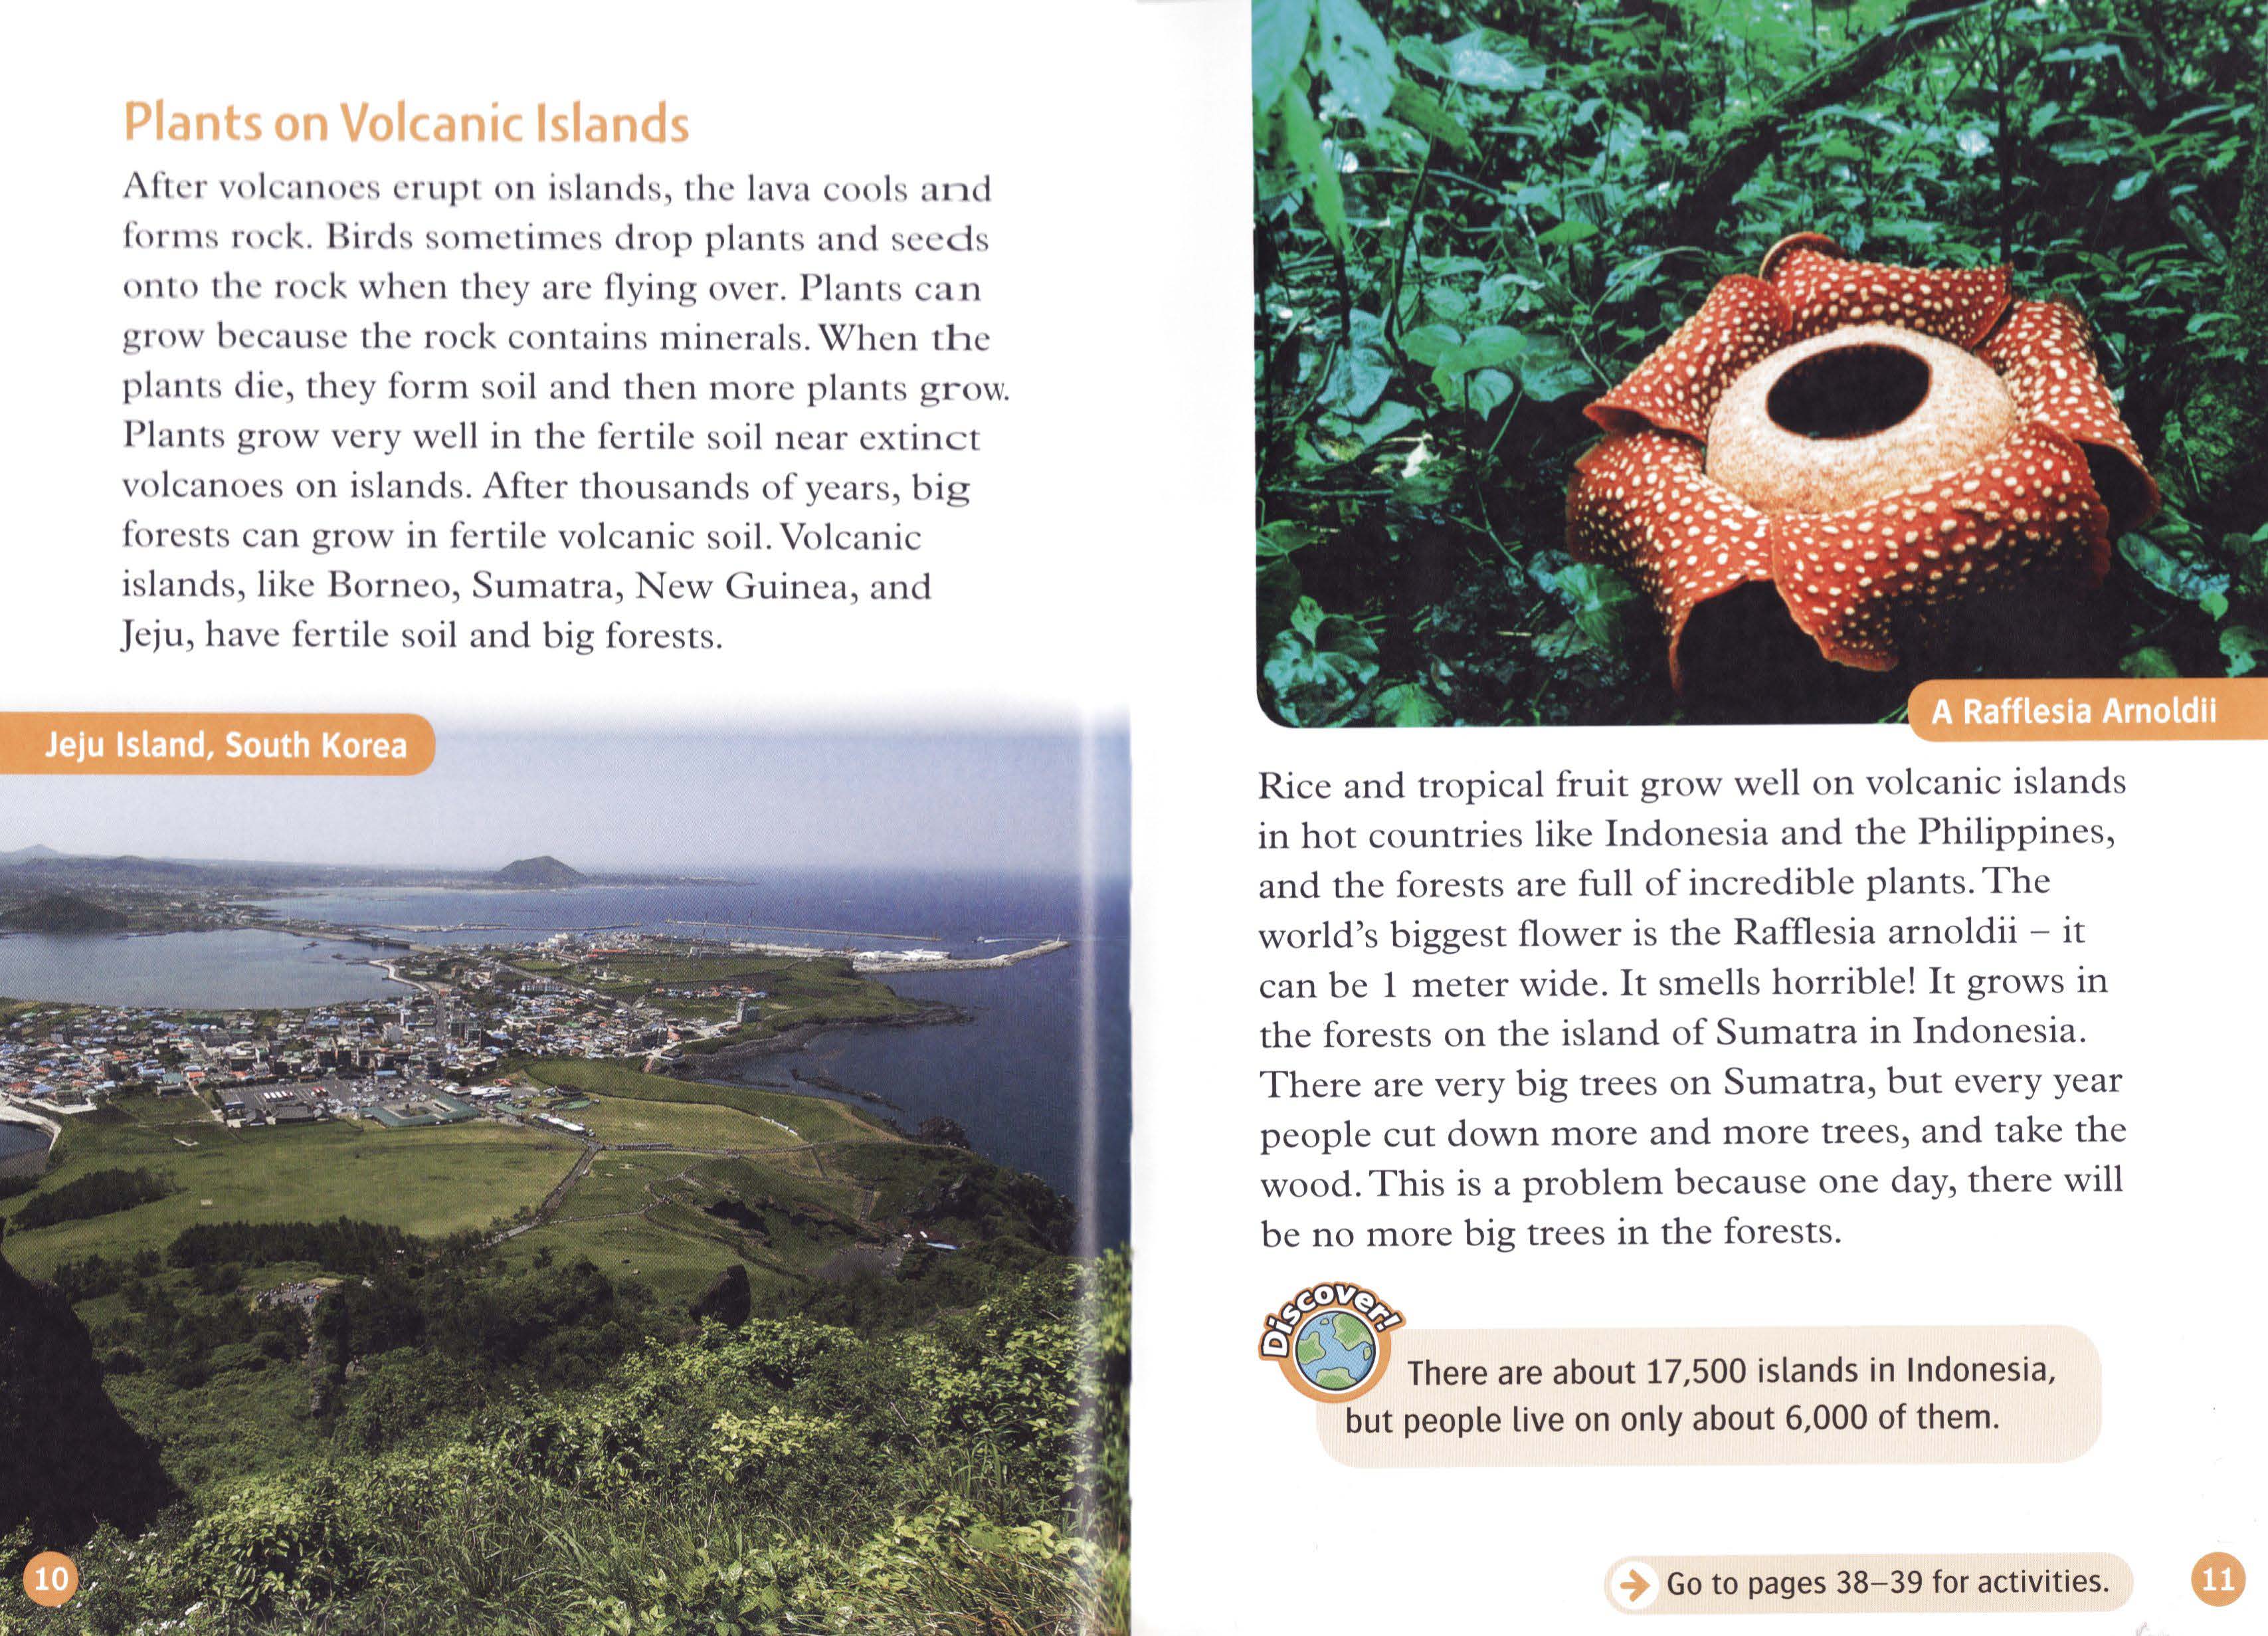 Plants on Volcanic Islands
After volcanoes erupt on islands, the lava cools and
forms rock. Birds sometimes drop plants and seeds
onto the rock when they are flying over. Plants can
grow because the rock contains minerals. When the
plants die, they form soil and then more plants grow.
Plants grow very well in the fertile soil near extinct
volcanoes on islands. After thousands of years, big
forests can grow in fertile volcanic soil. Volcanic
islands, like Borneo, Sumatra, New Guinea, and
Jeju, have fertile soil and big forests.
Jeju Island, South Korea
10
A Rafflesia Arnoldii
Rice and tropical fruit grow well on volcanic islands
in hot countries like Indonesia and the Philippines,
and the forests are full of incredible plants. The
world's biggest flower is the Rafflesia arnoldii – it
can be 1 meter wide. It smells horrible! It grows in
the forests on the island of Sumatra in Indonesia.
There are very big trees on Sumatra, but every year
people cut down more and more trees, and take the
wood. This is a problem because one day, there will
be no more big trees in the forests.
Discover!
There are about 17,500 islands in Indonesia,
but people live on only about 6,000 of them.
Go to pages 38–39 for activities.
11